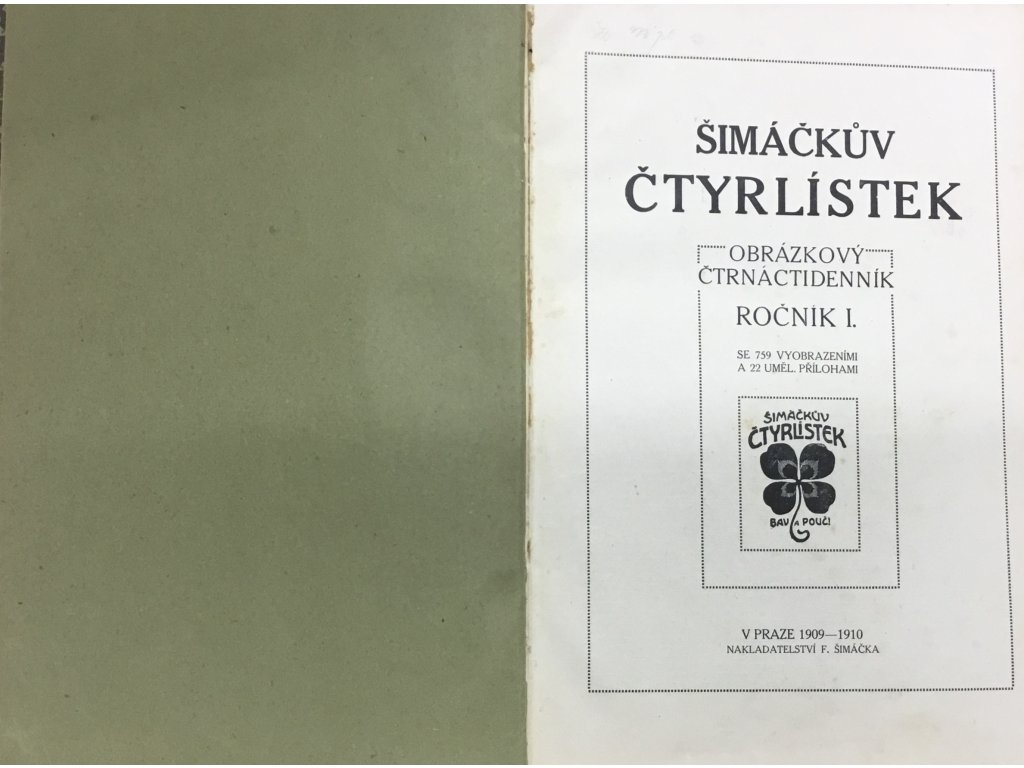 ŠIMÁČKŮV
ČTYRLÍSTEK
OBRÁZKOVÝ
ČTRNÁCTIDENNÍK
ROČNÍK I.
SE 759 VYOBRAZENÍMI
A 22 UMĚL. PŘÍLOHAMI
ŠIMÁČKŮV
ČTYRLÍSTEK
BAV A POUČ!
V PRAZE 1909—1910
NAKLADATELSTVÍ F. ŠIMÁČKA